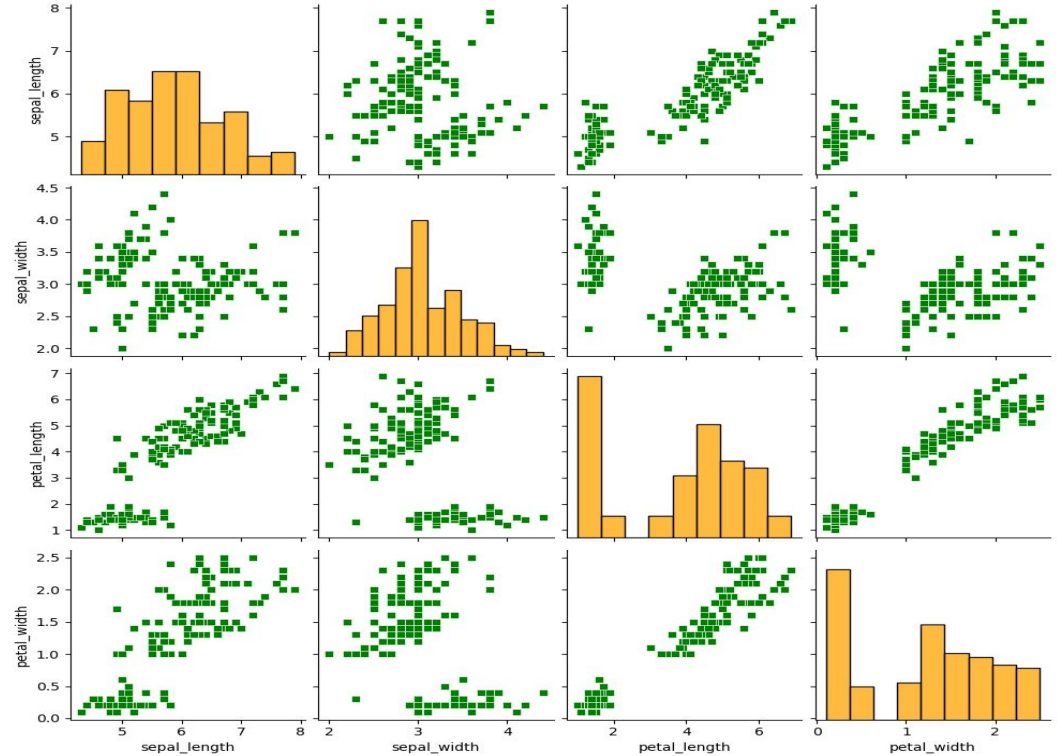 sepal_length
8
7
6
5
sepal_width
4.5
4.0
3.5
3.0
2.5
2.0
petal_length
7
6
5
4
3
2
1
petal_width
2.5
2.0
1.5
1.0
0.5
0.0
5 6 7 8
sepal_length
2 3 4
sepal_width
2 4 6
petal_length
0 1 2
petal_width